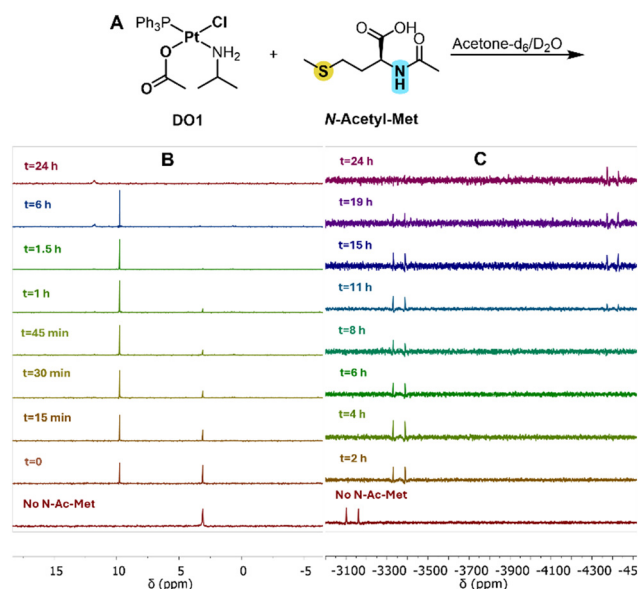 A
Ph3P
Cl
Pt
O
NH2
O
DO1
+
OH
O
O
S
N
H
N-Acetyl-Met
Acetone-d6/D2O
B
t=24 h
t=6 h
t=1.5 h
t=1 h
t=45 min
t=30 min
t=15 min
t=0
No N-Ac-Met
15 10 5 0 -5
δ (ppm)
C
t=24 h
t=19 h
t=15 h
t=11 h
t=8 h
t=6 h
t=4 h
t=2 h
No N-Ac-Met
-3100 -3300 -3500 -3700 -3900 -4100 -4300
δ (ppm)